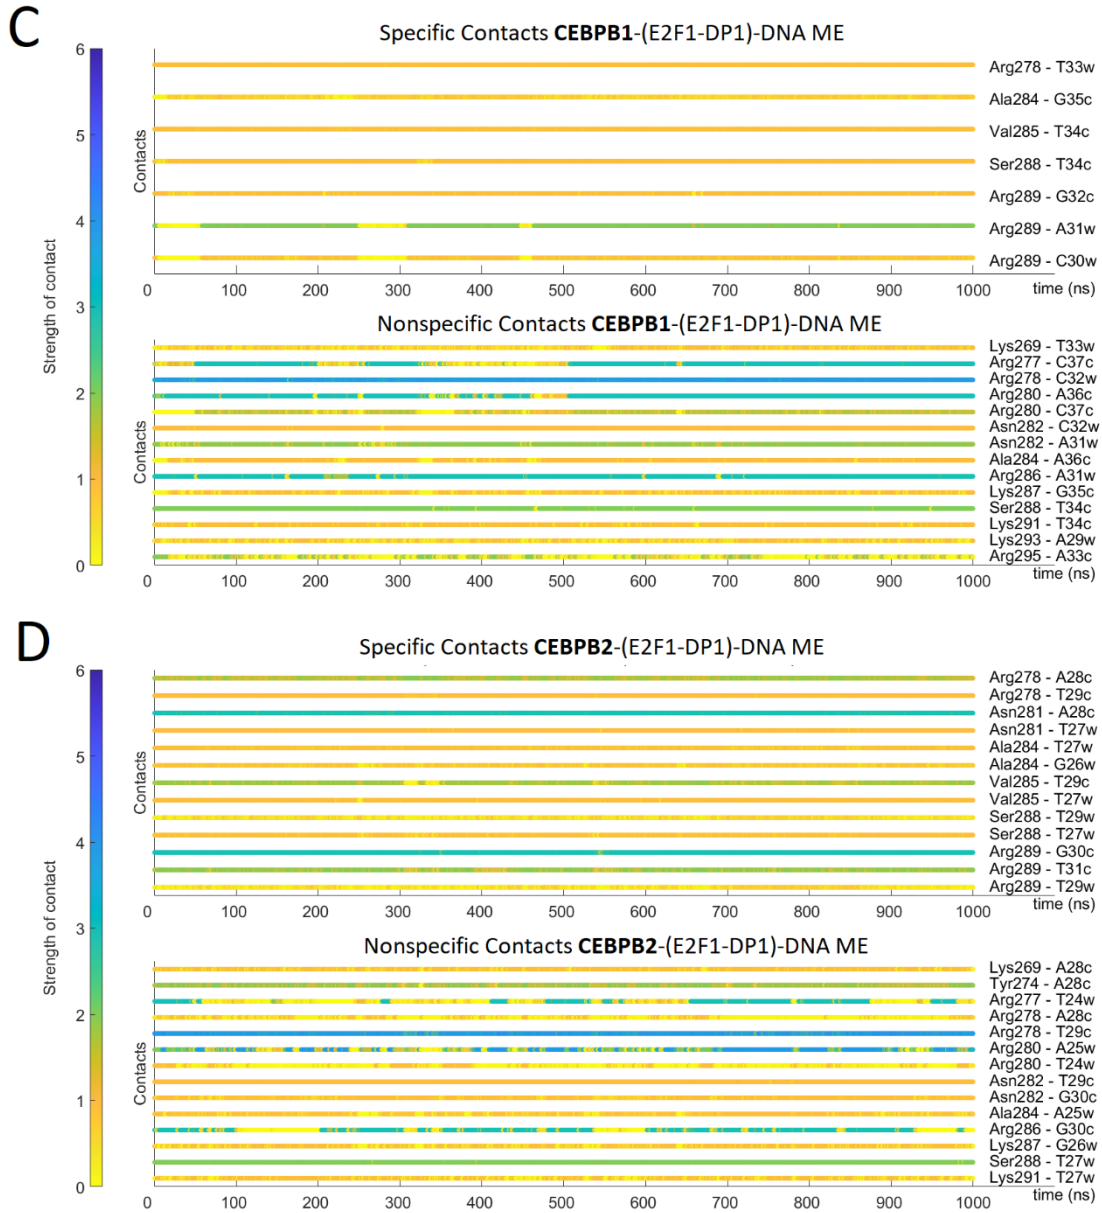 C
Specific Contacts CEBPB1-(E2F1-DP1)-DNA ME
6
5
4
3
2
1
0
Strength of contact
Contacts
Arg278 - T33w
Ala284 - G35c
Val285 - T34c
Ser288 - T34c
Arg289 - G32c
Arg289 - A31w
Arg289 - C30w
0 100 200 300 400 500 600 700 800 900 1000
time (ns)
Nonspecific Contacts CEBPB1-(E2F1-DP1)-DNA ME
Contacts
Lys269 - T33w
Arg277 - C37c
Arg278 - C32w
Arg280 - A36c
Arg280 - C37c
Asn282 - C32w
Asn282 - A31w
Ala284 - A36c
Arg286 - A31w
Lys287 - G35c
Ser288 - T34c
Lys291 - T34c
Lys293 - A29w
Arg295 - A33c
0 100 200 300 400 500 600 700 800 900 1000
time (ns)
D
Specific Contacts CEBPB2-(E2F1-DP1)-DNA ME
6
5
4
3
2
1
0
Strength of contact
Contacts
Arg278 - A28c
Arg278 - T29c
Asn281 - A28c
Asn281 - T27w
Ala284 - T27w
Ala284 - G26w
Val285 - T29c
Val285 - T27w
Ser288 - T29w
Ser288 - T27w
Arg289 - G30c
Arg289 - T31c
Arg289 - T29w
0 100 200 300 400 500 600 700 800 900 1000
time (ns)
Nonspecific Contacts CEBPB2-(E2F1-DP1)-DNA ME
Contacts
Lys269 - A28c
Tyr274 - A28c
Arg277 - T24w
Arg278 - A28c
Arg278 - T29c
Arg280 - A25w
Arg280 - T24w
Asn282 - T29c
Asn282 - G30c
Ala284 - A25w
Arg286 - G30c
Lys287 - G26w
Ser288 - T27w
Lys291 - T27w
0 100 200 300 400 500 600 700 800 900 1000
time (ns)